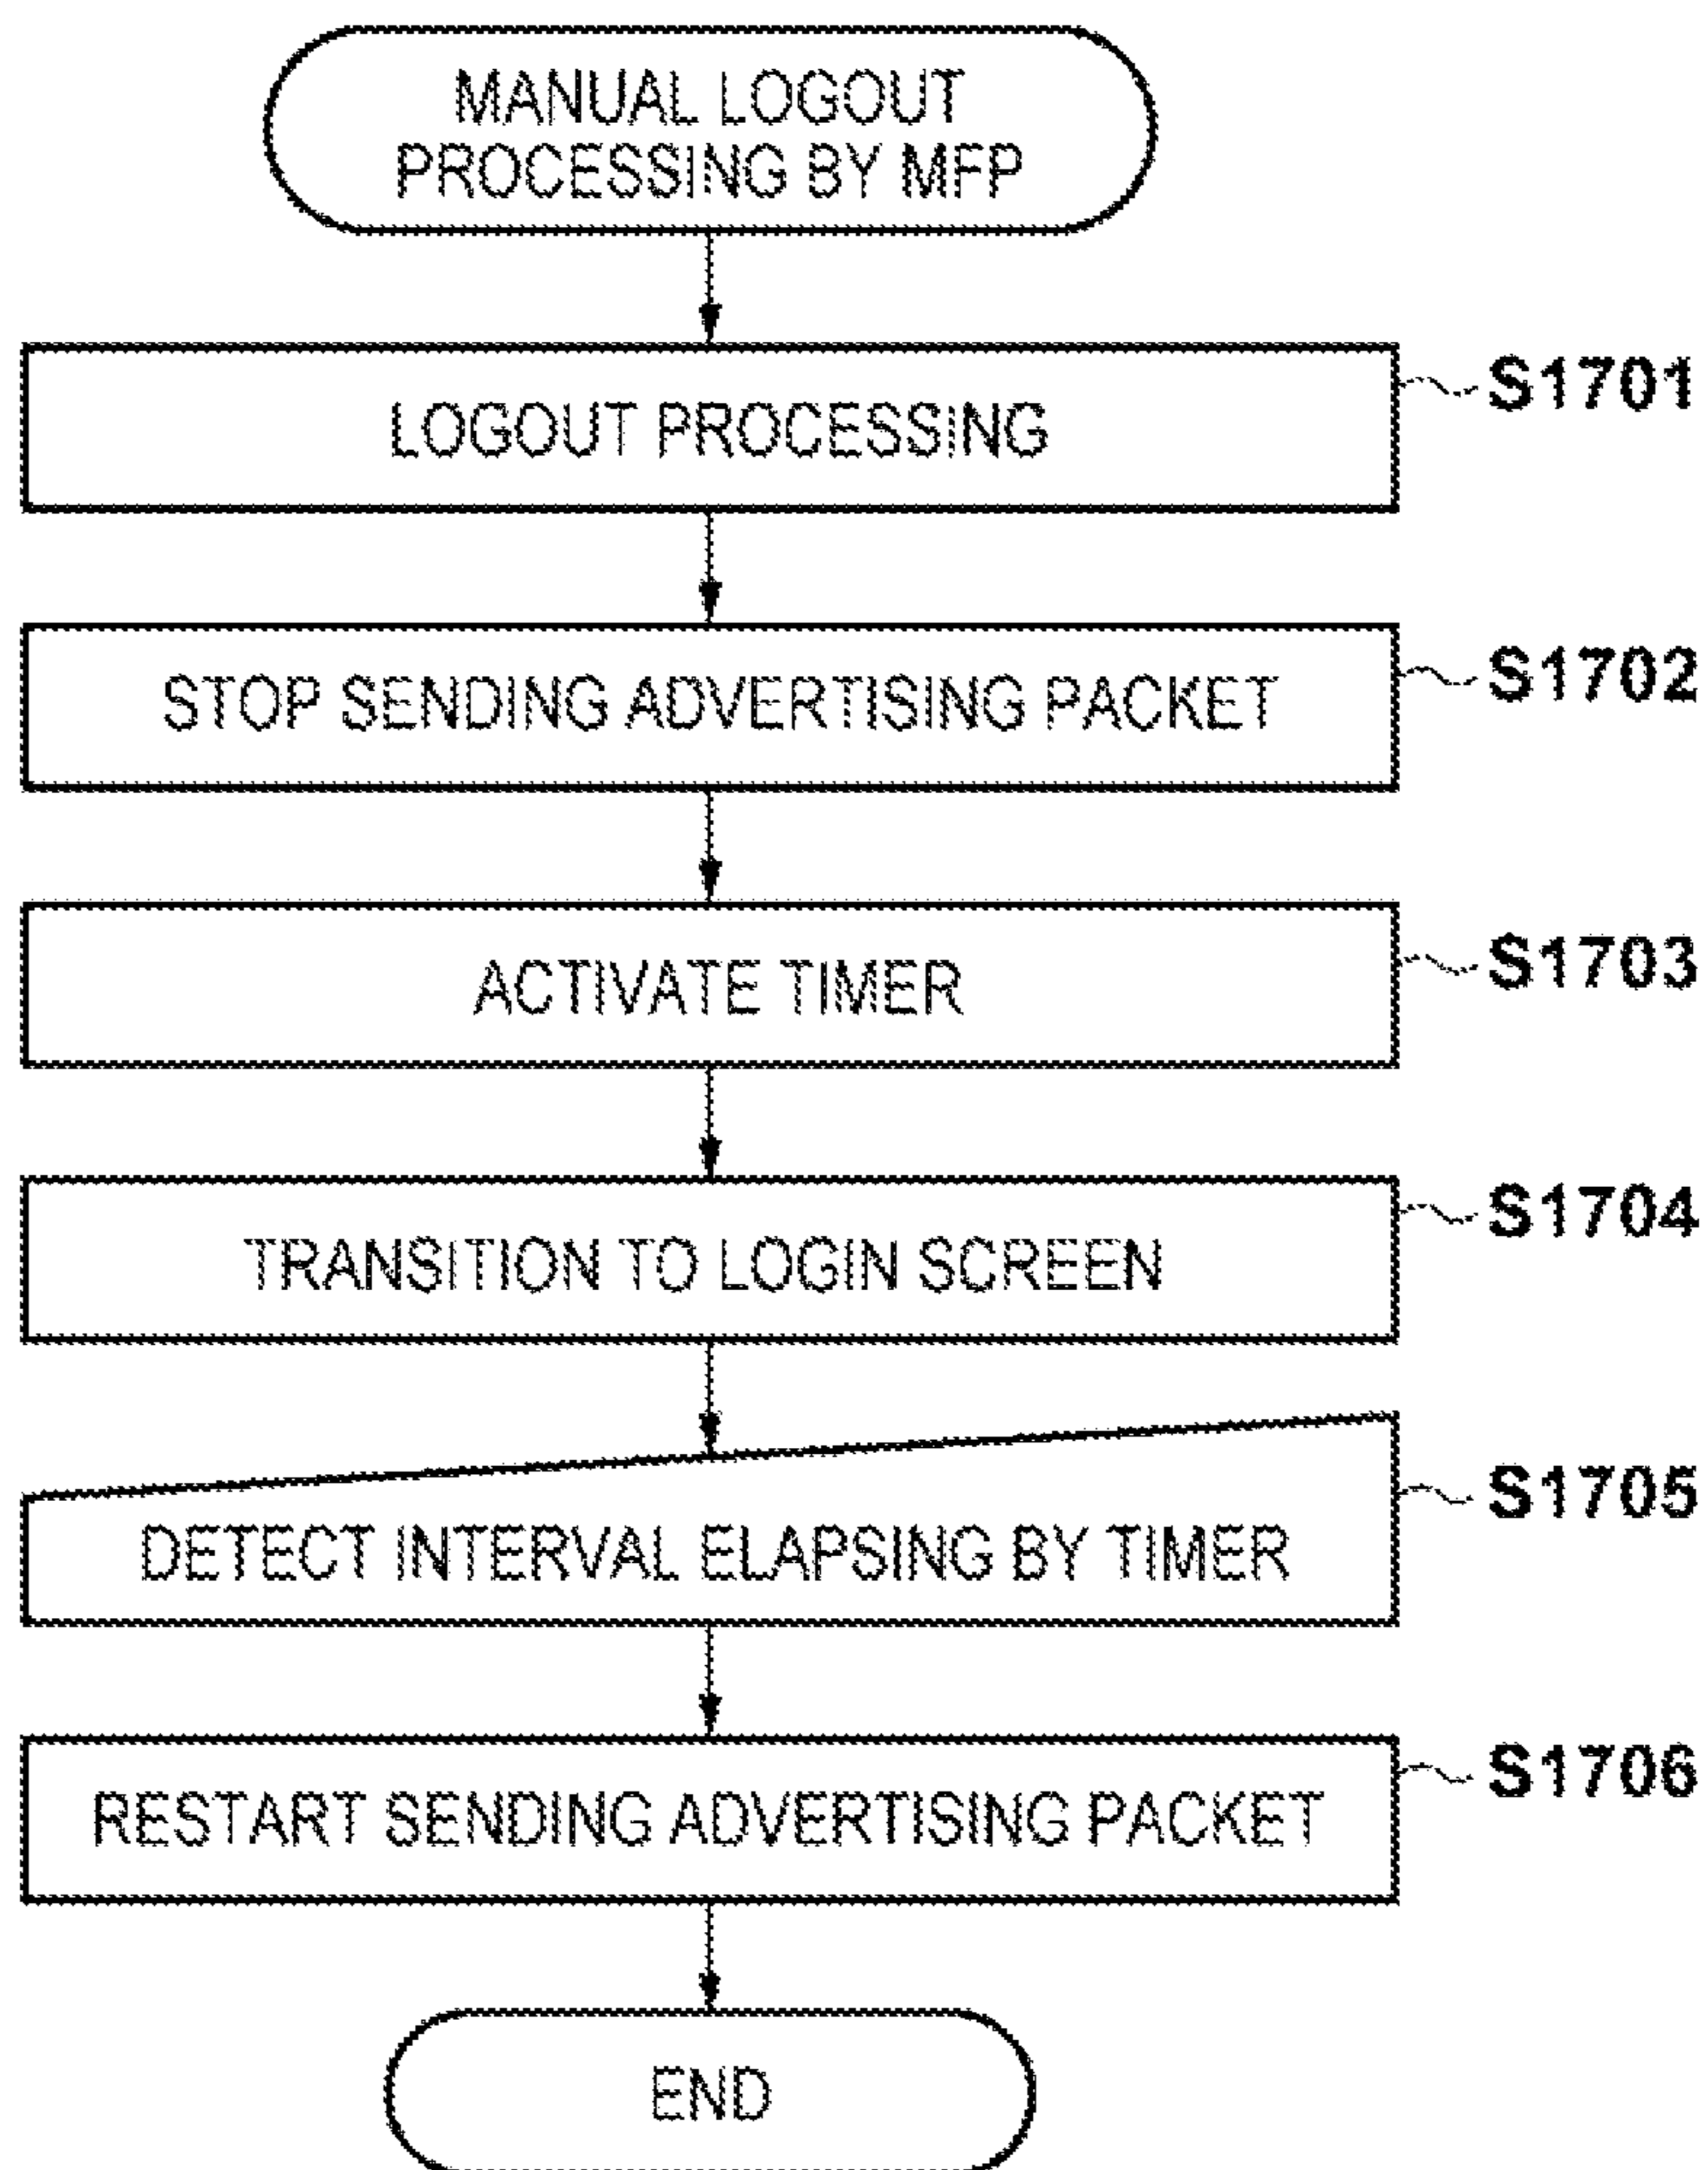 MANUAL LOGOUT
PROCESSING BY MFP
LOGOUT PROCESSING
S1701
STOP SENDING ADVERTISING PACKET
S1702
ACTIVATE TIMER
S1703
TRANSITION TO LOGIN SCREEN
S1704
DETECT INTERVAL ELAPSING BY TIMER
S1705
RESTART SENDING ADVERTISING PACKET
S1706
END